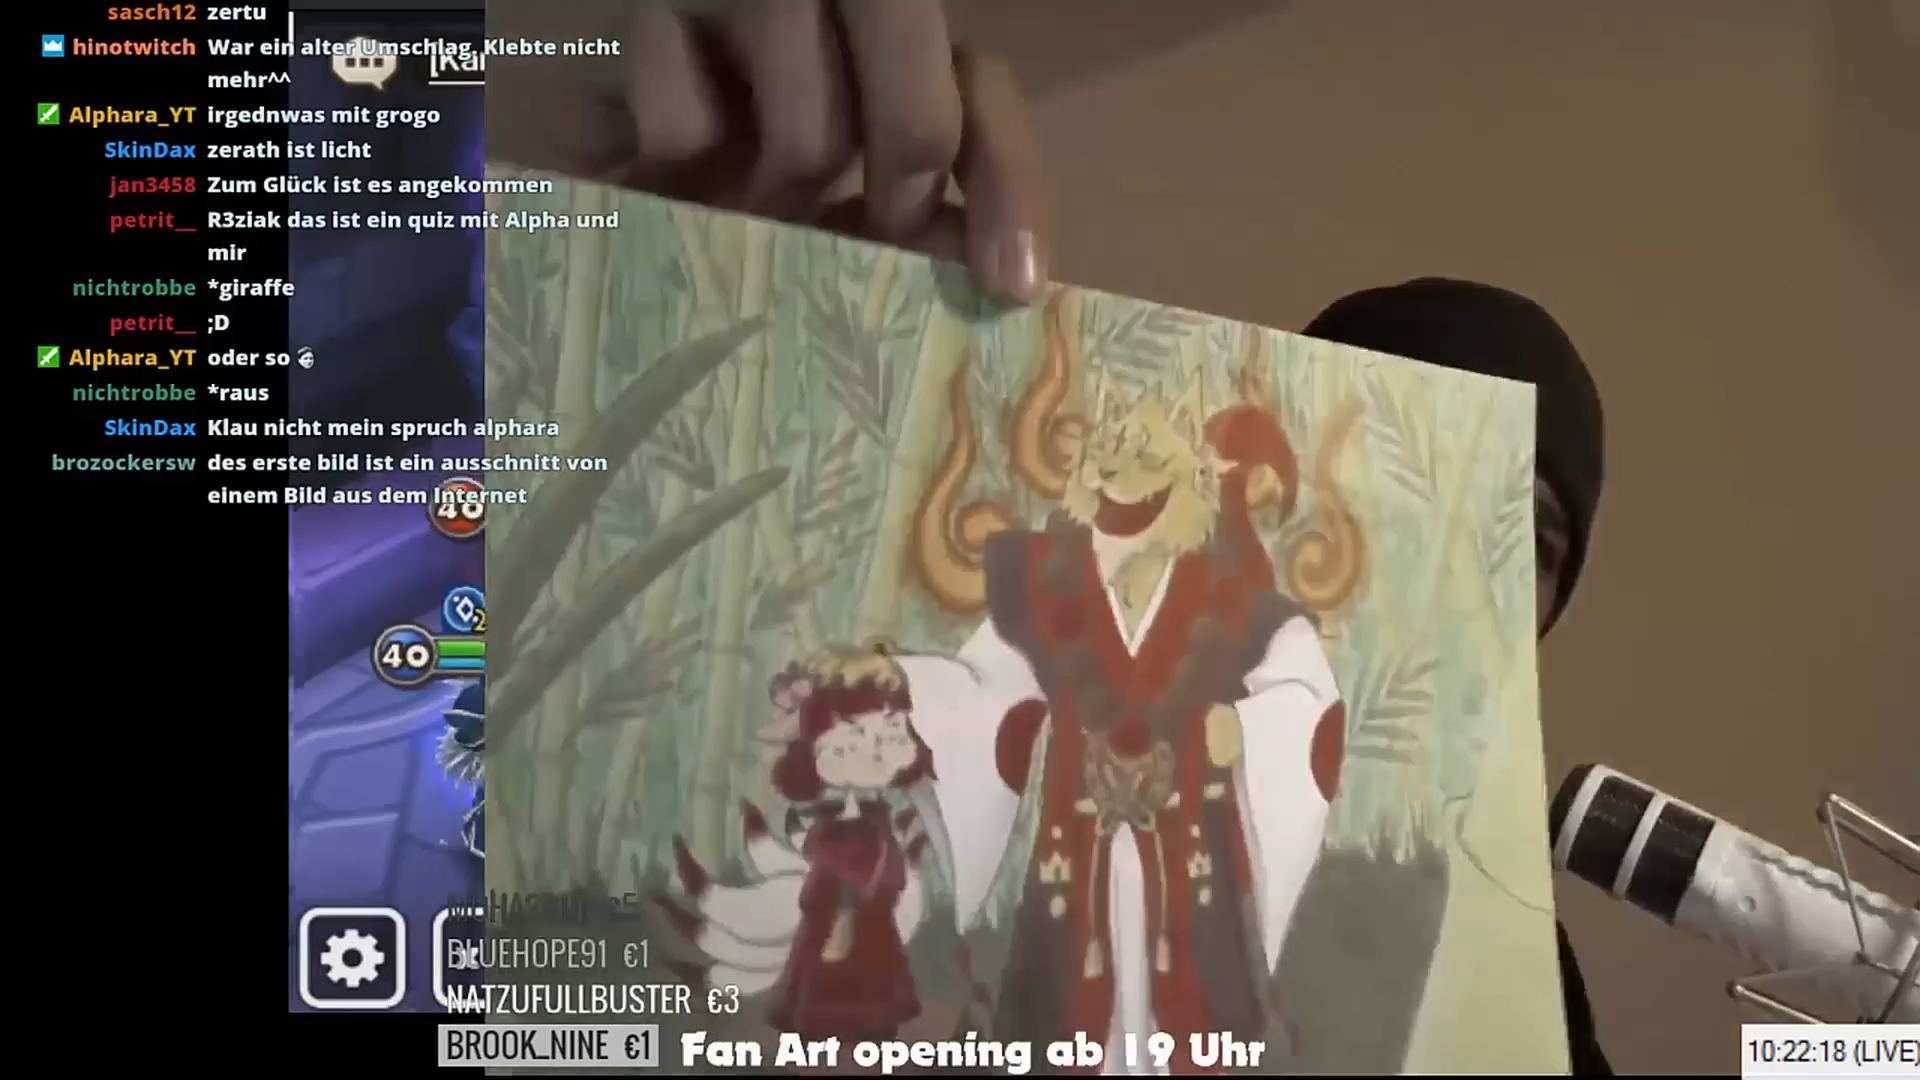 sasch12 zertu
hinotwitch War ein alter Umschlag. Klebte nicht
mehr^^
Alphara_YT irgednwas mit grogo
SkinDax zerath ist licht
jan3458 Zum Glück ist es angekommen
petrit__ R3ziak das ist ein quiz mit Alpha und
mir
nichtrobbe *giraffe
petrit__ ;D
Alphara_YT oder so
nichtrobbe *raus
SkinDax Klau nicht mein spruch alphara
brozockersw des erste bild ist ein ausschnitt von
einem Bild aus dem Internet
40
40
2
BLUEHOPE91 €1
NATZUFULLBUSTER €3
BROOK_NINE €1
Fan Art opening ab 19 Uhr
10:22:18 (LIVE)